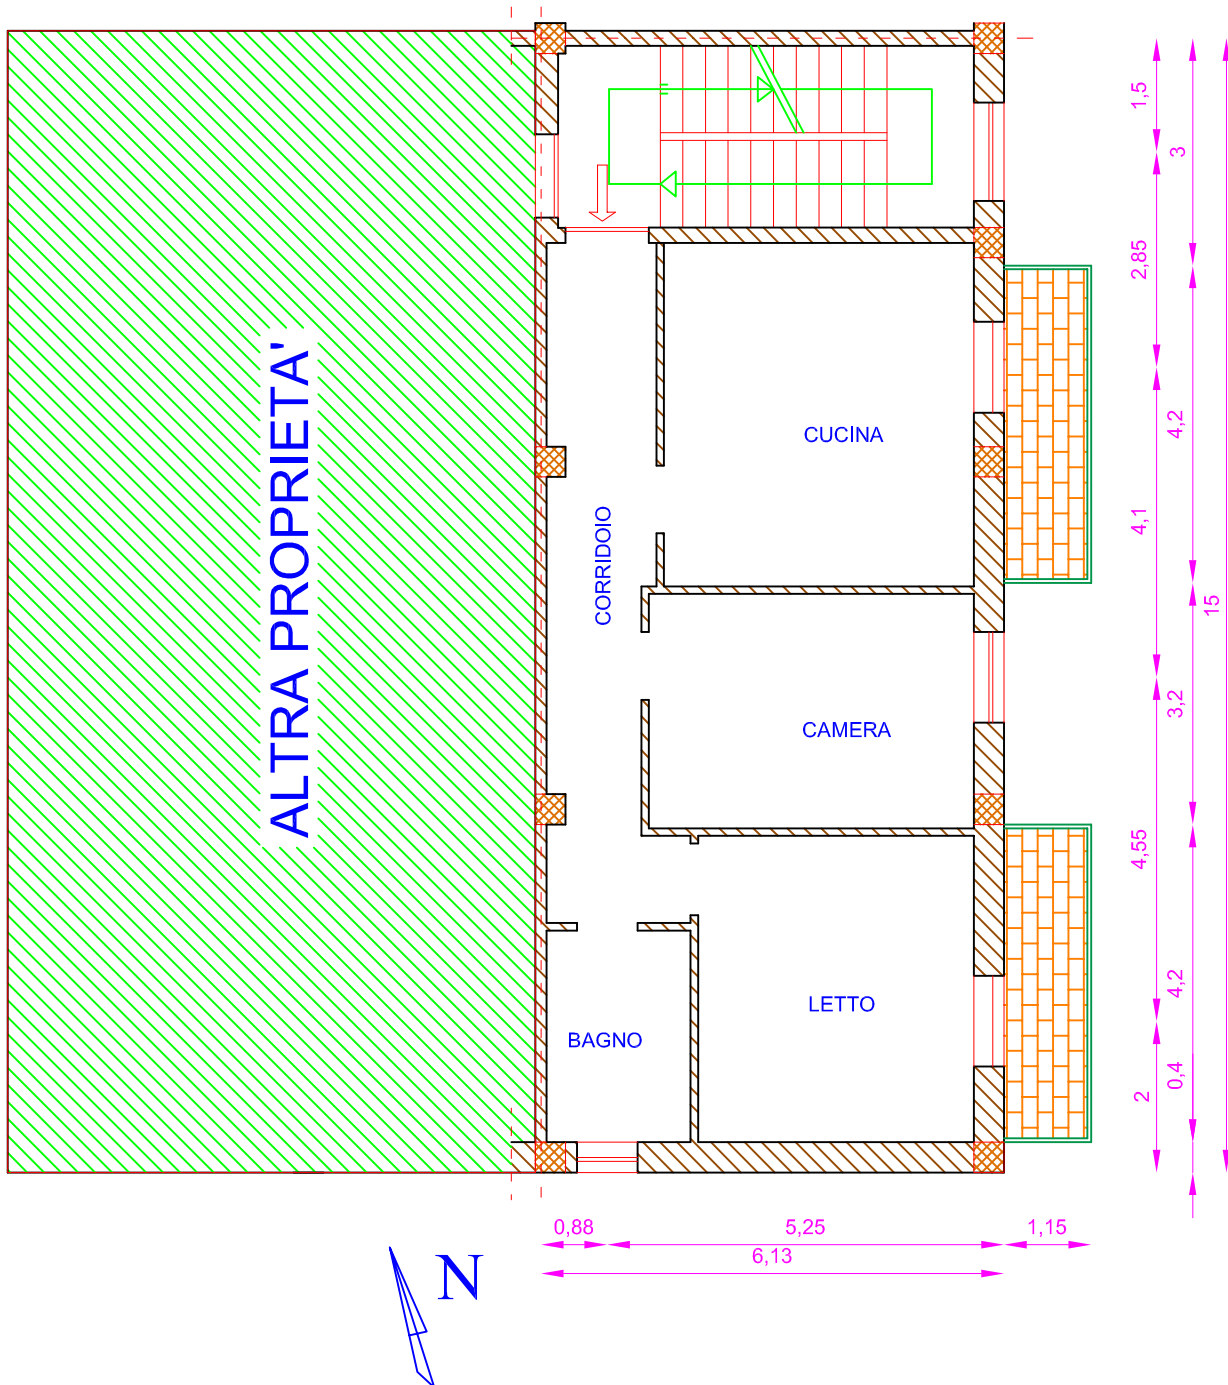 ALTRA PROPRIETA'
CORRIDOIO
CUCINA
CAMERA
LETTO
BAGNO
1,5
3
2,85
4,2
4,1
15
3,2
4,55
4,2
0,4
2
0,88
5,25
1,15
6,13
N